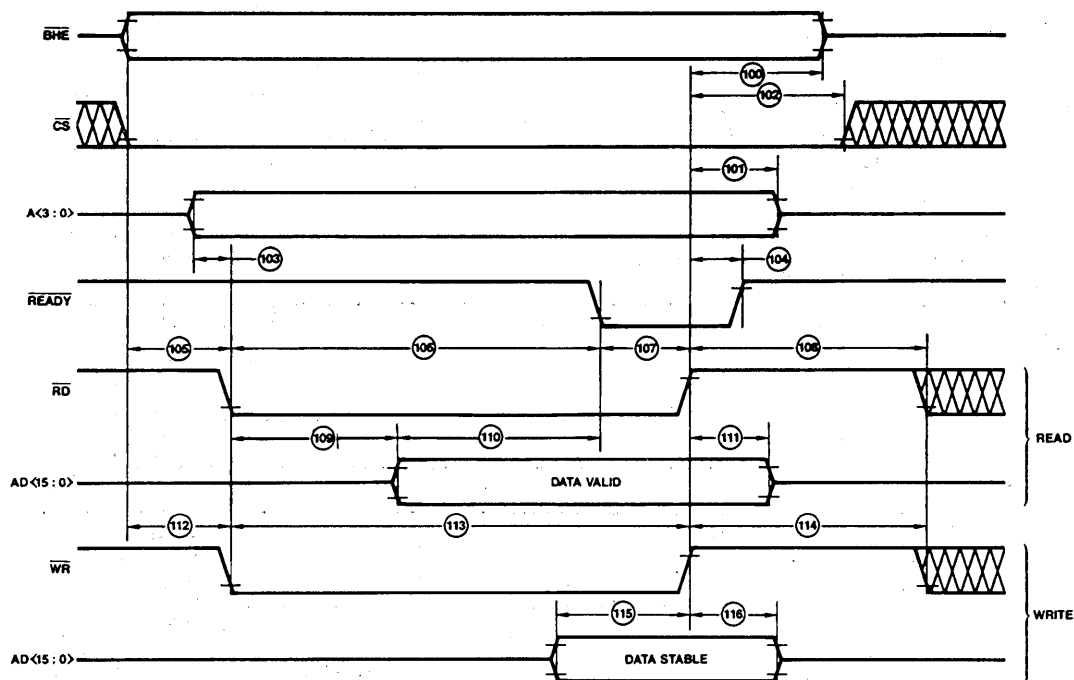 BHE
100
102
CS
101
A<3 : 0>
103
104
READY
105
106
107
108
RD
READ
109
110
111
AD<15 : 0>
DATA VALID
112
113
114
WR
WRITE
115
116
AD<15 : 0>
DATA STABLE